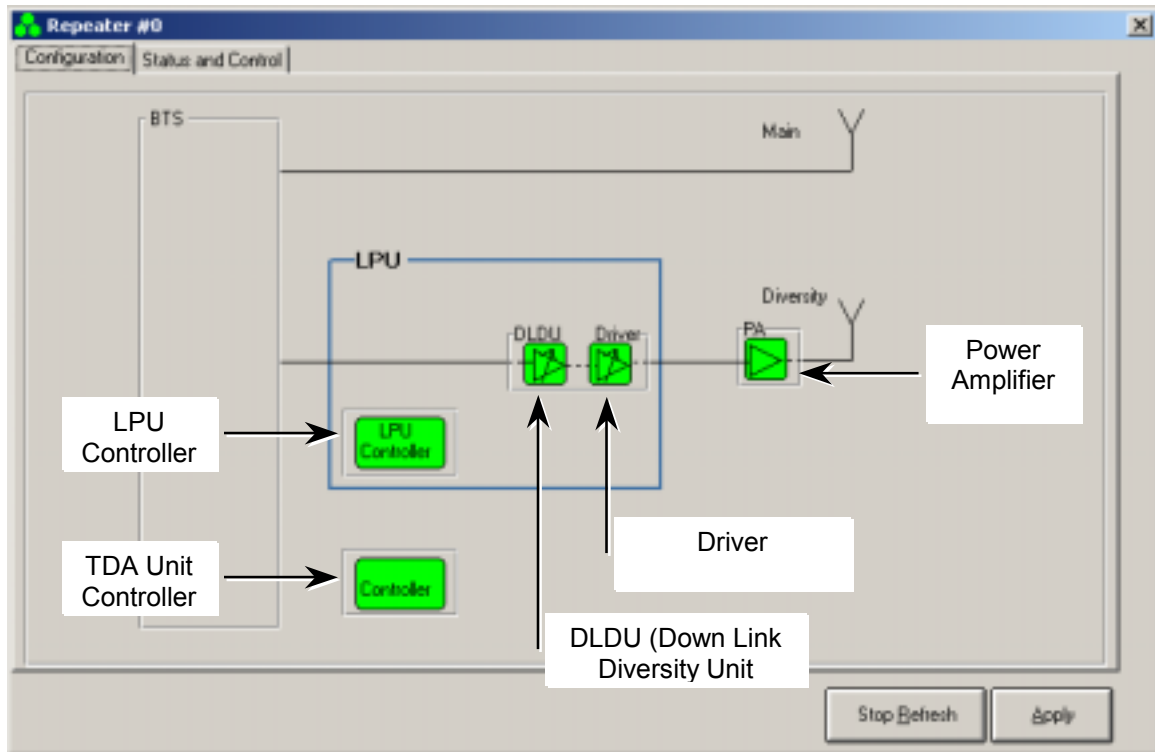 Repeater #0
Configuration
Status and Control
BTS
Main
LPU
Diversity
DLDU
Driver
PA
Power
Amplifier
LPU
Controller
LPU
Controller
Driver
TDA Unit
Controller
Controller
DLDU (Down Link
Diversity Unit
Stop Refresh
Apply